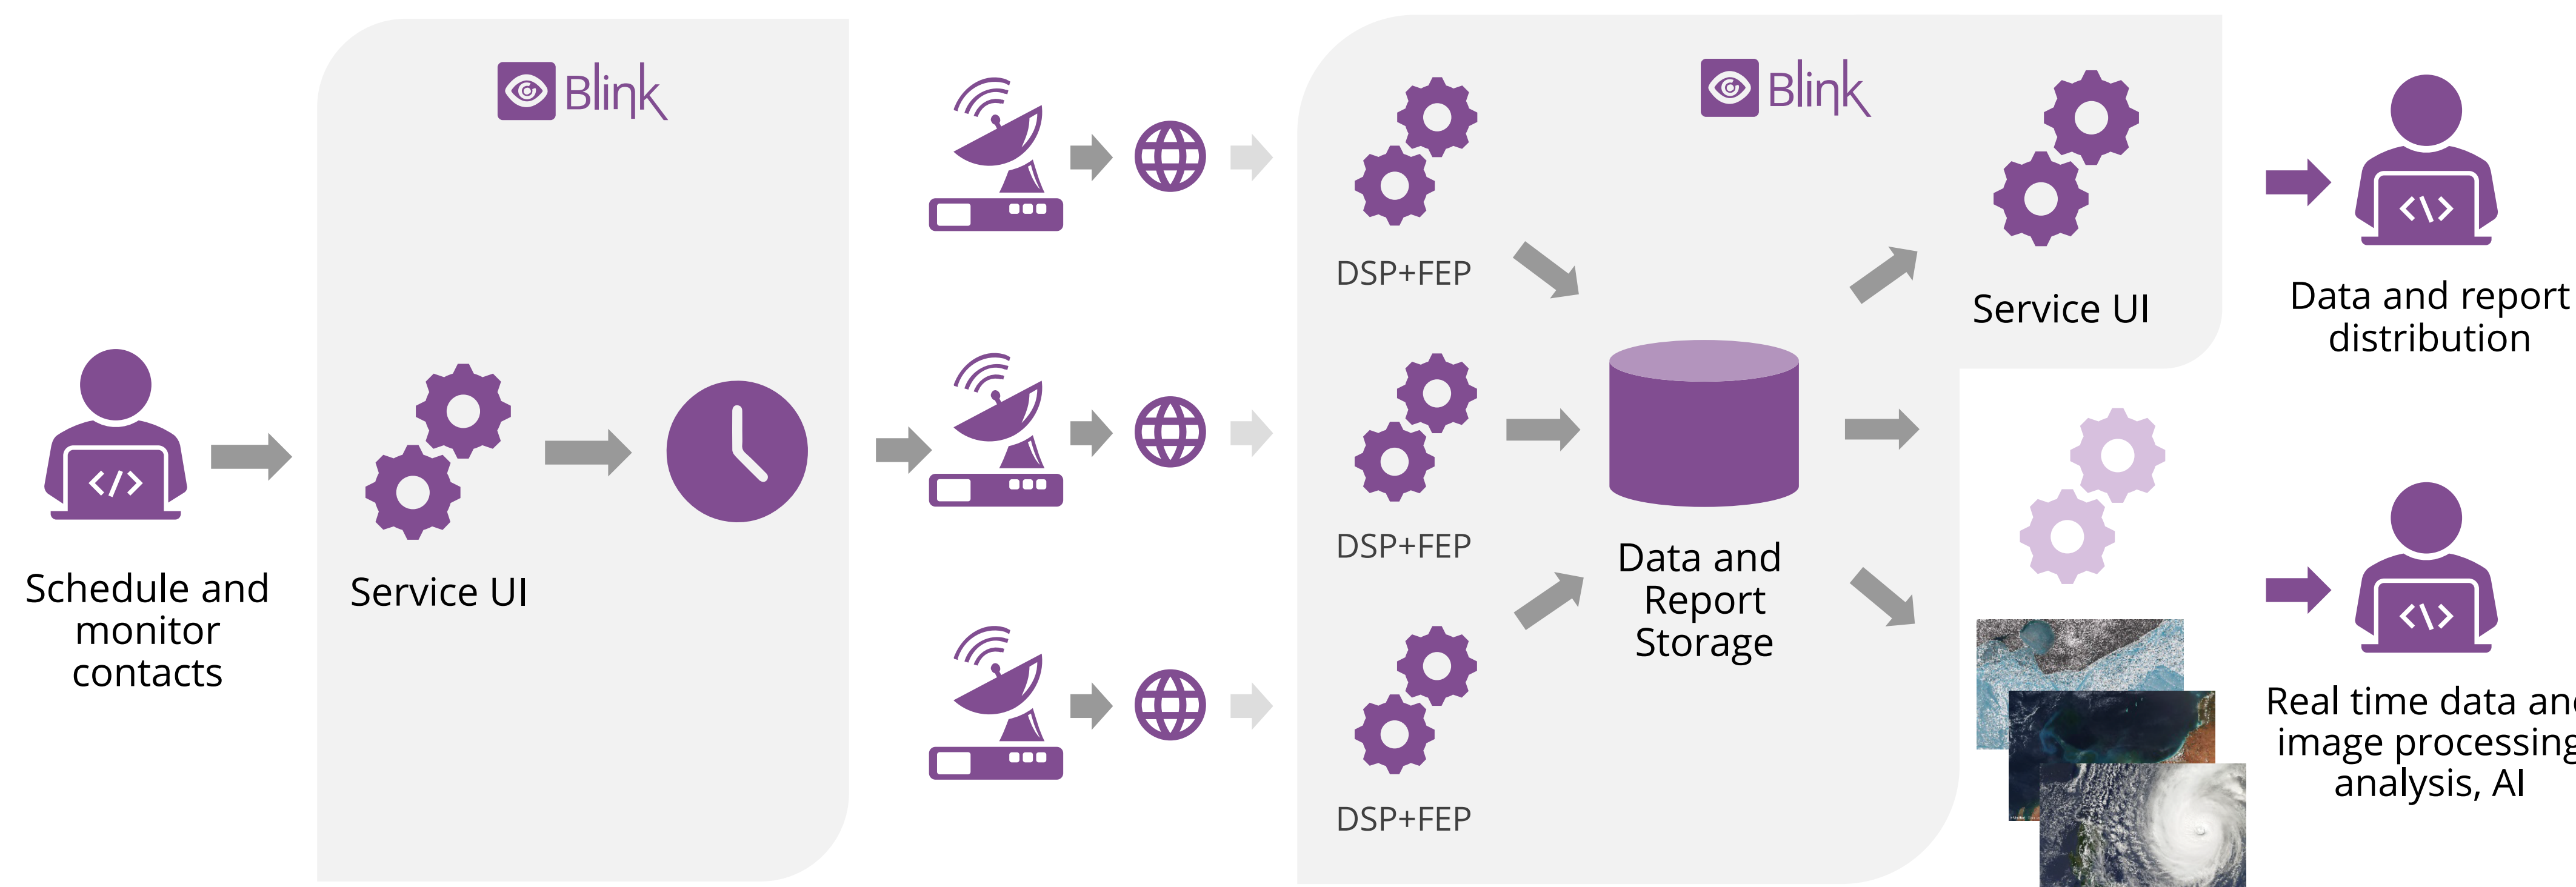 Blink
</>
Schedule and
monitor
contacts
Service UI
DSP+FEP
DSP+FEP
DSP+FEP
Blink
Data and
Report
Storage
Service UI
<\>
Data and report
distribution
<\>
Real time data and
image processing
analysis, AI